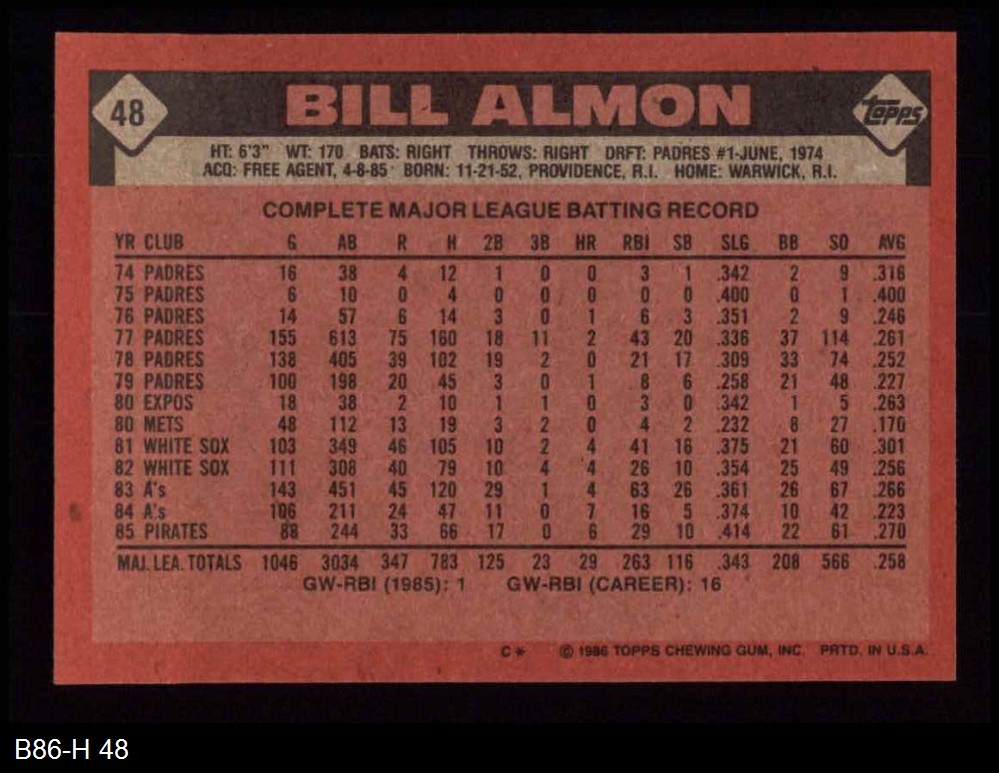 48 BILL ALMON TOPPS
HT: 6'3" WT: 170 BATS: RIGHT THROWS: RIGHT DRFT: PADRES #1-JUNE, 1974
ACQ: FREE AGENT, 4-8-85 BORN: 11-21-52, PROVIDENCE, R.I. HOME: WARWICK, R.I.
COMPLETE MAJOR LEAGUE BATTING RECORD
YR CLUB G AB R H 2B 3B HR RBI SB SLG BB SO AVG
74 PADRES 16 38 4 12 1 0 0 3 1 .342 2 9 .316
75 PADRES 6 10 0 4 0 0 0 0 0 .400 0 1 .400
76 PADRES 14 57 6 14 3 0 1 6 3 .351 2 9 .246
77 PADRES 155 613 75 160 18 11 2 43 20 .336 37 114 .261
78 PADRES 138 405 39 102 19 2 0 21 17 .309 33 74 .252
79 PADRES 100 198 20 45 3 0 1 8 6 .258 21 48 .227
80 EXPOS 18 38 2 10 1 1 0 3 0 .342 1 5 .263
80 METS 48 112 13 19 3 2 0 4 2 .232 8 27 .170
81 WHITE SOX 103 349 46 105 10 2 4 41 16 .375 21 60 .301
82 WHITE SOX 111 308 40 79 10 4 4 26 10 .354 25 49 .256
83 A's 143 451 45 120 29 1 4 63 26 .361 26 67 .266
84 A's 106 211 24 47 11 0 7 16 5 .374 10 42 .223
85 PIRATES 88 244 33 66 17 0 6 29 10 .414 22 61 .270
MAJ. LEA. TOTALS 1046 3034 347 783 125 23 29 263 116 .343 208 566 .258
GW-RBI (1985): 1 GW-RBI (CAREER): 16
C* © 1986 TOPPS CHEWING GUM, INC. PRTD. IN U.S.A.
B86-H 48